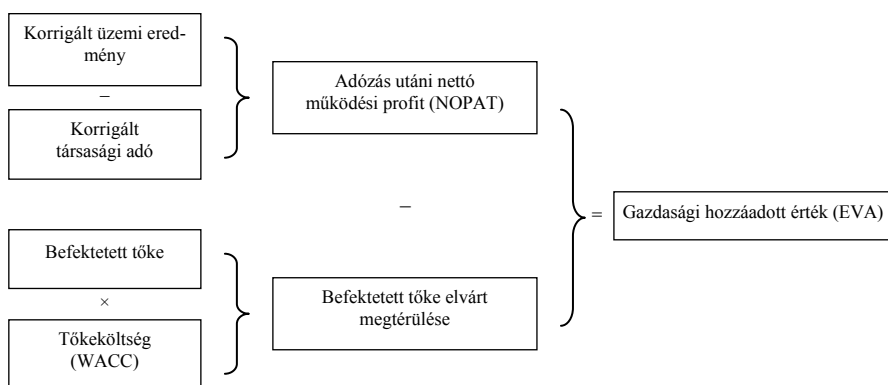 Korrigált üzemi ered-
mény
–
Korrigált
társasági adó
Adózás utáni nettó
működési profit (NOPAT)
–
= Gazdasági hozzáadott érték (EVA)
Befektetett tőke
×
Tőkeköltség
(WACC)
Befektetett tőke elvárt
megtérülése